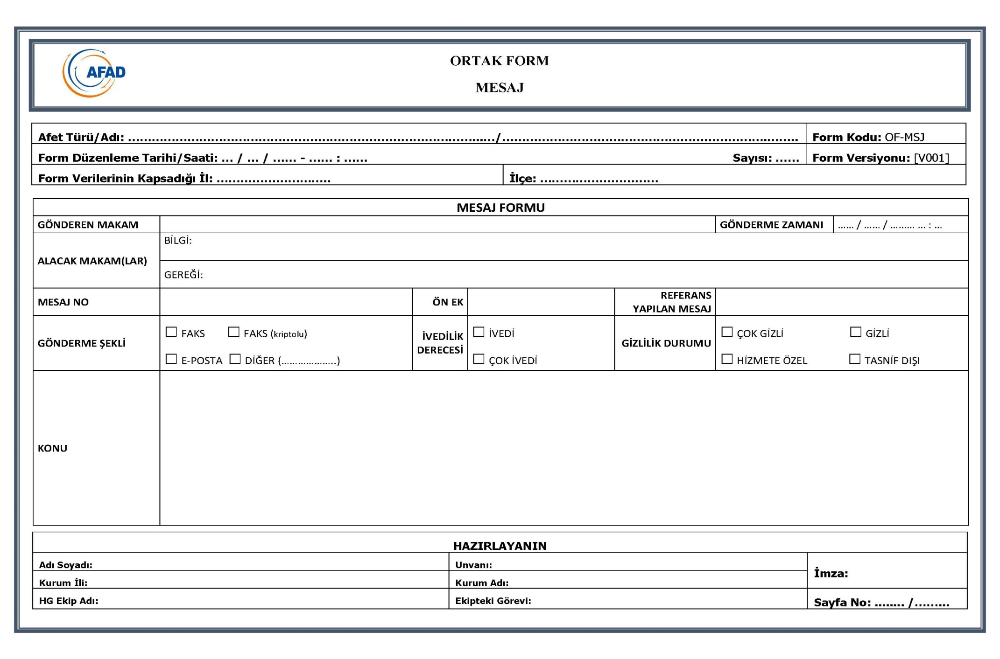 AFAD
ORTAK FORM
MESAJ
Afet Türü/Adı: ................................................................................................/.............................................................................. Form Kodu: OF-MSJ
Form Düzenleme Tarihi/Saati: ... / ... / ...... - ...... : ...... Sayısı: ...... Form Versiyonu: [V001]
Form Verilerinin Kapsadığı İl: ............................. İlçe: ..............................
MESAJ FORMU
GÖNDEREN MAKAM GÖNDERME ZAMANI ...... / ...... / ......... ... : ...
ALACAK MAKAM(LAR)
BİLGİ:
GEREĞİ:
MESAJ NO ÖN EK REFERANS
YAPILAN MESAJ
GÖNDERME ŞEKLİ
☐ FAKS ☐ FAKS (kriptolu)
☐ E-POSTA ☐ DİĞER (....................)
İVEDİLİK
DERECESİ
☐ İVEDİ
☐ ÇOK İVEDİ
GİZLİLİK DURUMU
☐ ÇOK GİZLİ ☐ GİZLİ
☐ HİZMETE ÖZEL ☐ TASNİF DIŞI
KONU
HAZIRLAYANIN
Adı Soyadı: Unvanı:
İmza:
Kurum İli: Kurum Adı:
HG Ekip Adı: Ekipteki Görevi: Sayfa No: ........ /.........